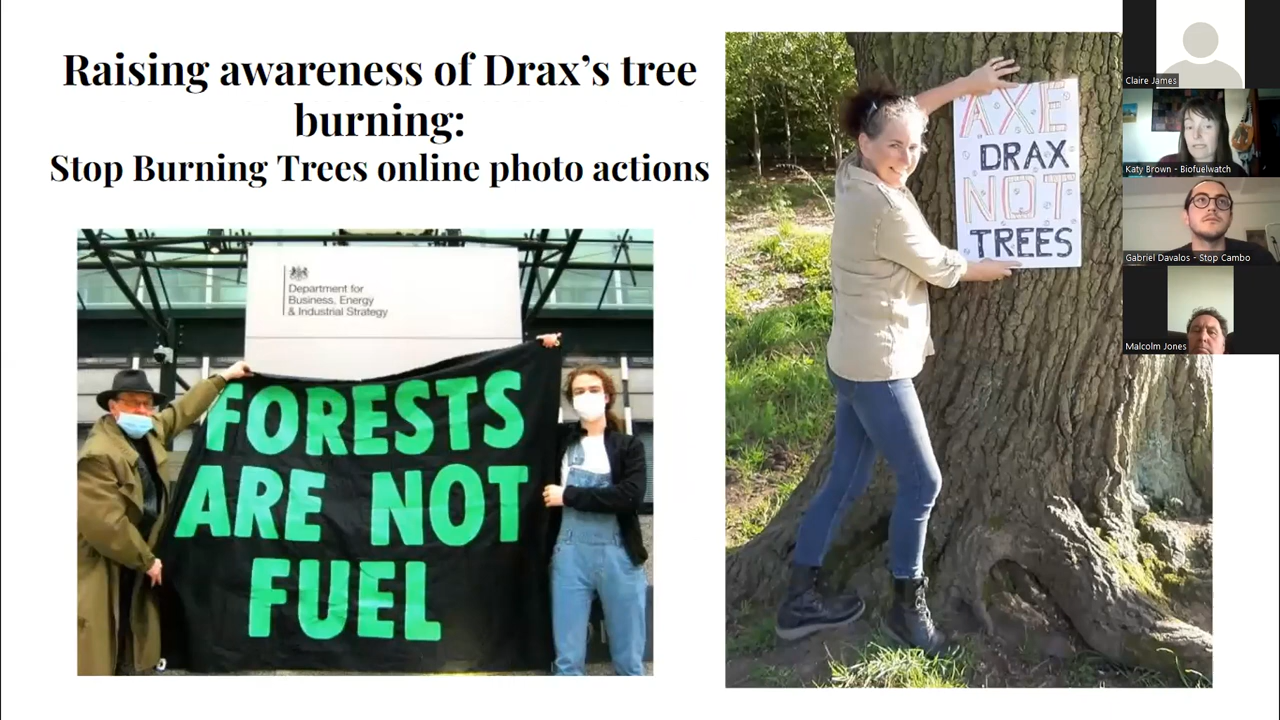 Raising awareness of Drax's tree
burning:
Stop Burning Trees online photo actions
Department for
Business, Energy
& Industrial Strategy
FORESTS
ARE NOT
FUEL
AXE
DRAX
NOT
TREES
Claire James
Katy Brown - Biofuelwatch
Gabriel Davalos - Stop Cambo
Malcolm Jones